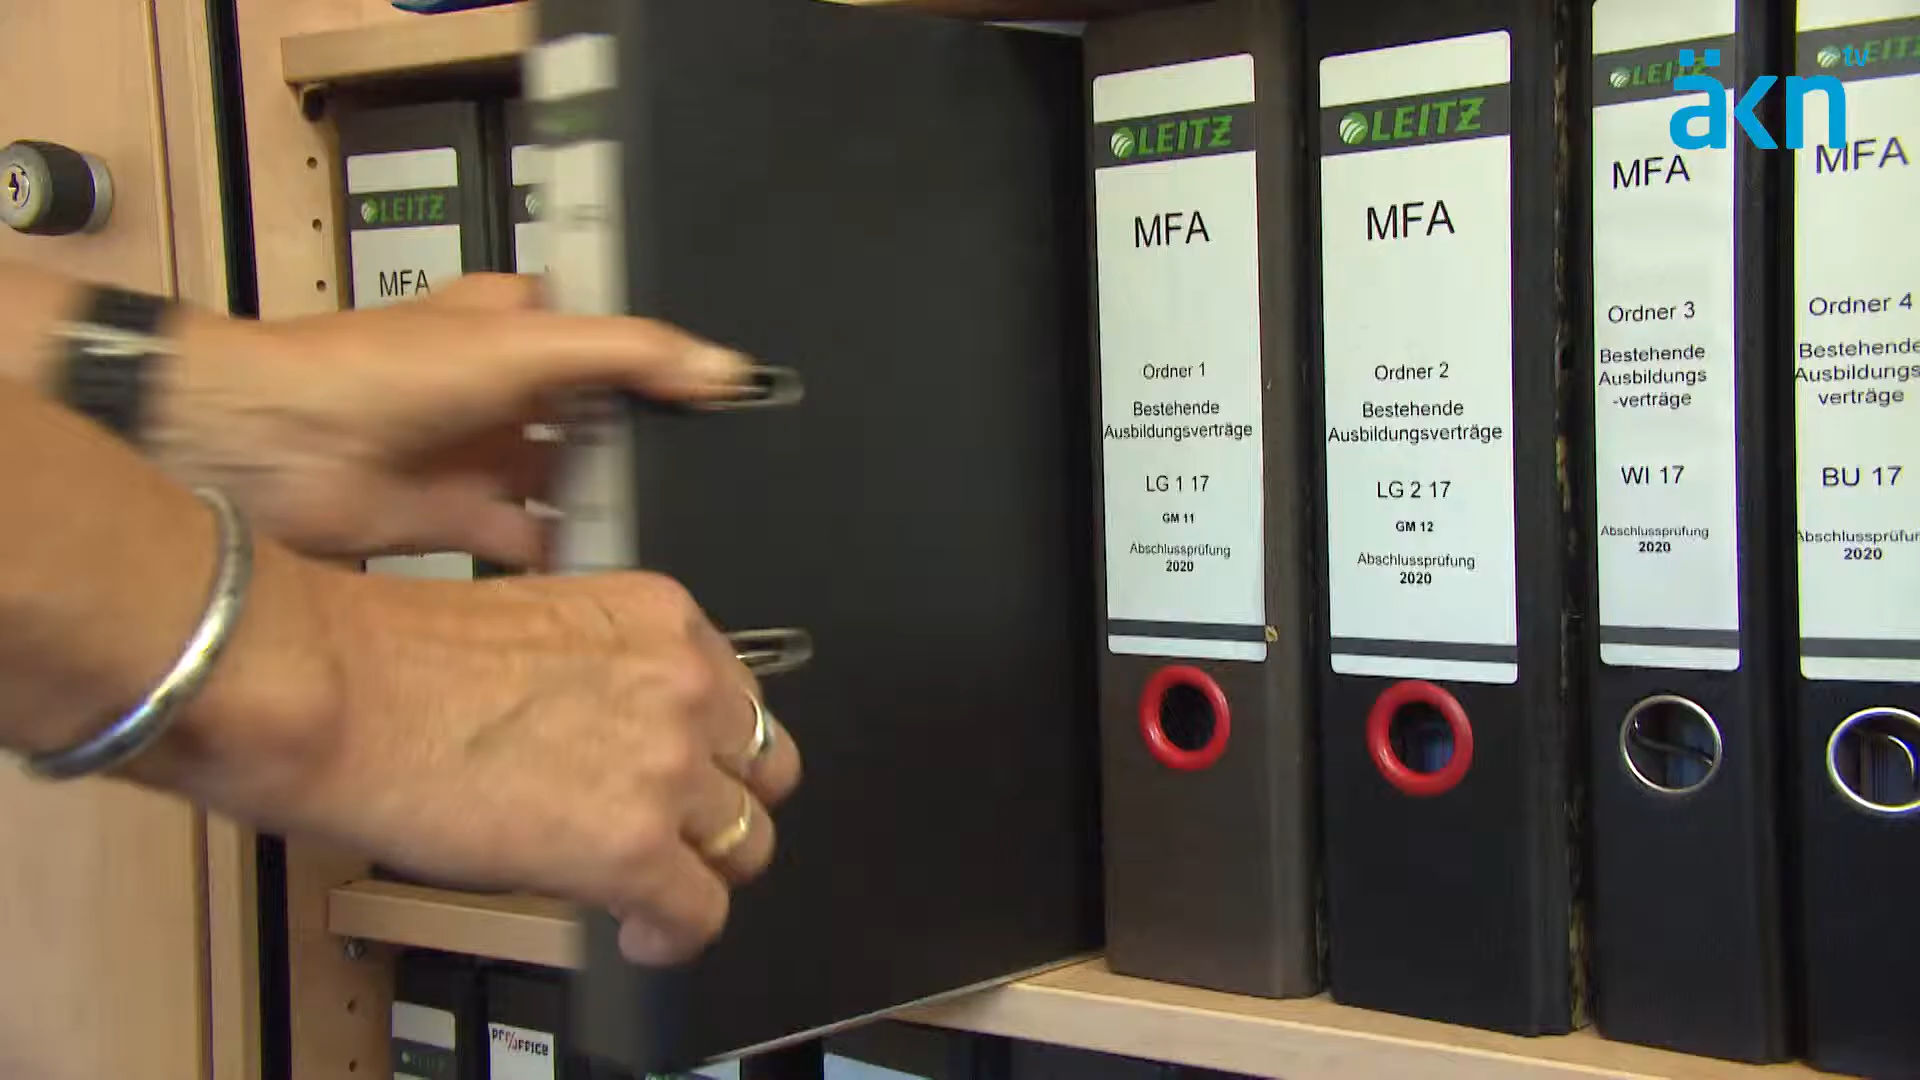 LEITZ
MFA
LEITZ
MFA
Ordner 1
Bestehende
Ausbildungsverträge
LG 1 17
GM 11
Abschlussprüfung
2020
LEITZ
MFA
Ordner 2
Bestehende
Ausbildungsverträge
LG 2 17
GM 12
Abschlussprüfung
2020
LEITZ
MFA
Ordner 3
Bestehende
Ausbildungs
-verträge
WI 17
Abschlussprüfung
2020
LEITZ
MFA
Ordner 4
Bestehende
Ausbildungs
verträge
BU 17
Abschlussprüfun
2020
äkn tv
LEITZ
pro/office